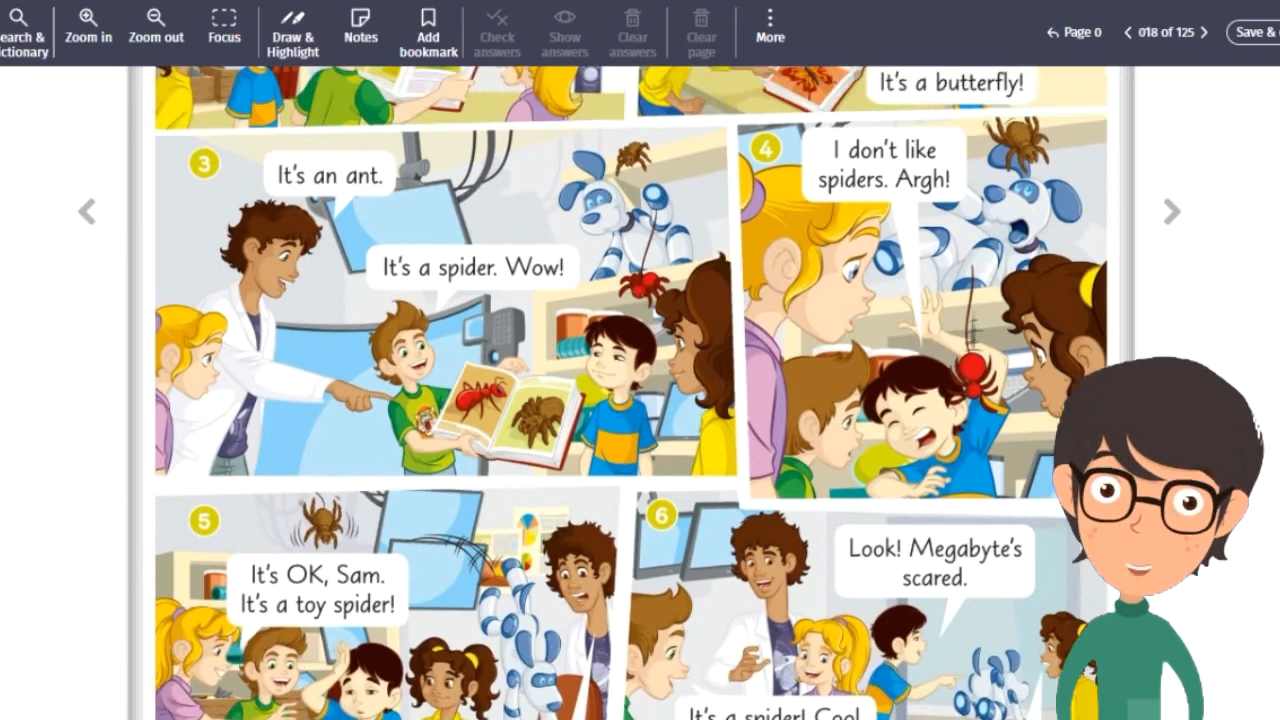 Zoom in
Zoom out
Focus
Draw &
Highlight
Notes
Add
bookmark
Check
answers
Show
answers
Clear
answers
Clear
page
More
Page 0
018 of 125
Save &
It's a butterfly!
3
It's an ant.
It's a spider. Wow!
4
I don't like
spiders. Argh!
5
It's OK, Sam.
It's a toy spider!
6
Look! Megabyte's
scared.
It's a spider! Cool